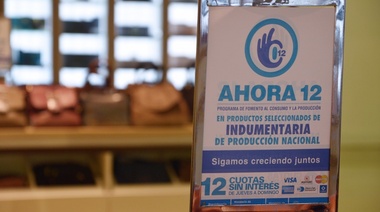 12
AHORA 12
PROGRAMA DE FOMENTO AL CONSUMO Y LA PRODUCCIÓN
EN PRODUCTOS SELECCIONADOS DE
INDUMENTARIA
DE PRODUCCIÓN NACIONAL
Sigamos creciendo juntos
12 CUOTAS
SIN INTERÉS
DE JUEVES A DOMINGO
VISA